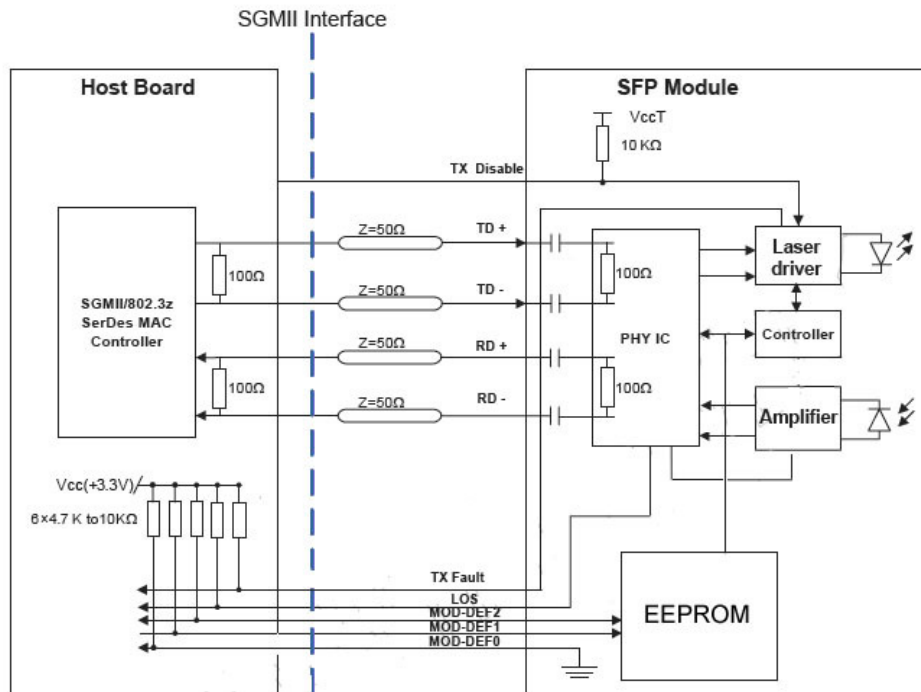 SGMII Interface
Host Board
SFP Module
VccT
10 KΩ
TX Disable
Z=50Ω
TD +
Laser
driver
100Ω
100Ω
SGMII/802.3z
SerDes MAC
Controller
Z=50Ω
TD -
PHY IC
Controller
Z=50Ω
RD +
100Ω
100Ω
Z=50Ω
RD -
Amplifier
Vcc(+3.3V)
6×4.7 K to10KΩ
TX Fault
LOS
MOD-DEF2
MOD-DEF1
MOD-DEF0
EEPROM